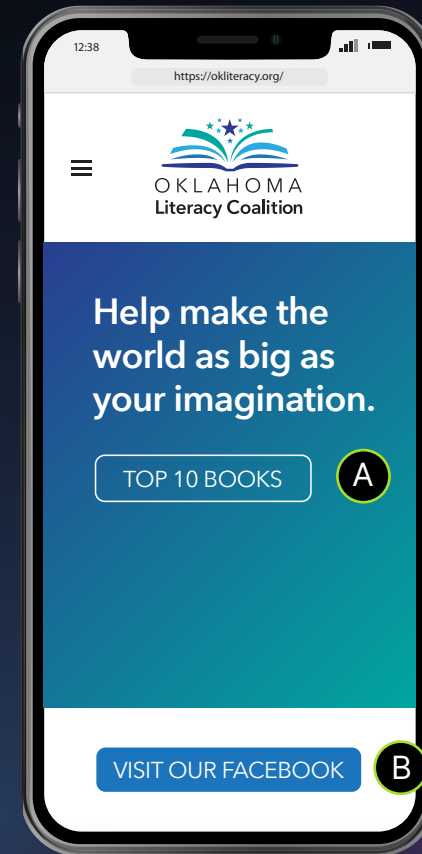 12:38
https://okliteracy.org/
OKLAHOMA
Literacy Coalition
Help make the
world as big as
your imagination.
TOP 10 BOOKS
A
VISIT OUR FACEBOOK
B